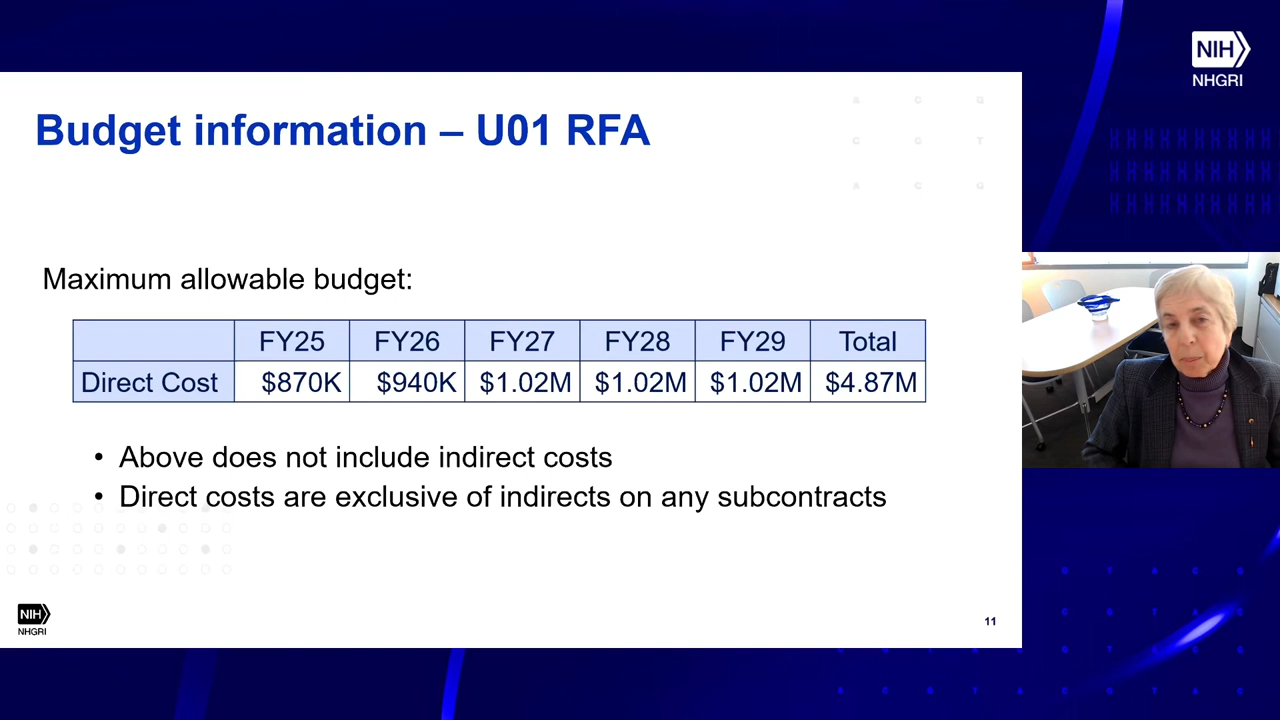 NIH
NHGRI
Budget information – U01 RFA
A C G
C G T
A C G
Maximum allowable budget:
FY25 FY26 FY27 FY28 FY29 Total
Direct Cost $870K $940K $1.02M $1.02M $1.02M $4.87M
• Above does not include indirect costs
• Direct costs are exclusive of indirects on any subcontracts
NIH
NHGRI
11